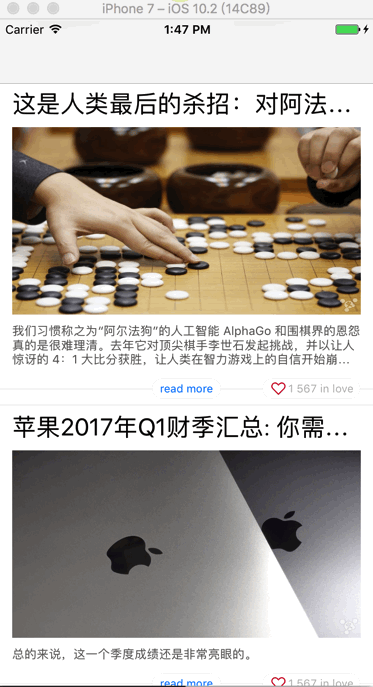 iPhone 7 – iOS 10.2 (14C89)
Carrier 1:47 PM
这是人类最后的杀招：对阿法...
我们习惯称之为“阿尔法狗”的人工智能 AlphaGo 和围棋界的恩怨
真的是很难理清。去年它对顶尖棋手李世石发起挑战，并以让人
惊讶的 4：1 大比分获胜，让人类在智力游戏上的自信开始崩...
read more 1 567 in love
苹果2017年Q1财季汇总: 你需...
总的来说，这一个季度成绩还是非常亮眼的。
read more 1 567 in love